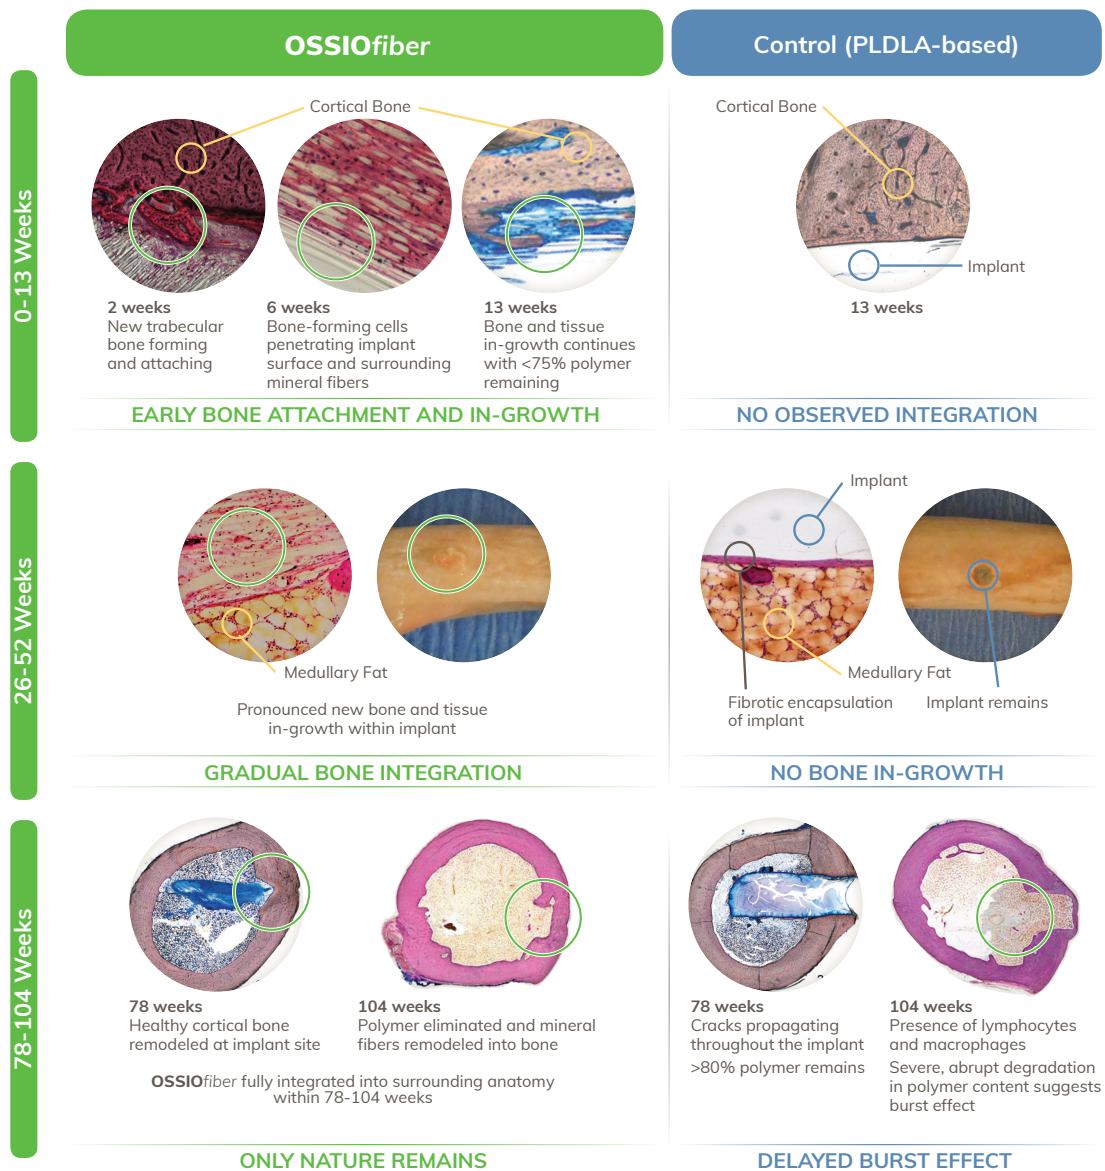 OSSIOfiber
Control (PLDLA-based)
0-13 Weeks
Cortical Bone
Cortical Bone
Implant
2 weeks
New trabecular
bone forming
and attaching
6 weeks
Bone-forming cells
penetrating implant
surface and surrounding
mineral fibers
13 weeks
Bone and tissue
in-growth continues
with <75% polymer
remaining
13 weeks
EARLY BONE ATTACHMENT AND IN-GROWTH
NO OBSERVED INTEGRATION
26-52 Weeks
Medullary Fat
Pronounced new bone and tissue
in-growth within implant
Implant
Medullary Fat
Fibrotic encapsulation
of implant
Implant remains
GRADUAL BONE INTEGRATION
NO BONE IN-GROWTH
78-104 Weeks
78 weeks
Healthy cortical bone
remodeled at implant site
104 weeks
Polymer eliminated and mineral
fibers remodeled into bone
OSSIOfiber fully integrated into surrounding anatomy
within 78-104 weeks
78 weeks
Cracks propagating
throughout the implant
>80% polymer remains
104 weeks
Presence of lymphocytes
and macrophages
Severe, abrupt degradation
in polymer content suggests
burst effect
ONLY NATURE REMAINS
DELAYED BURST EFFECT